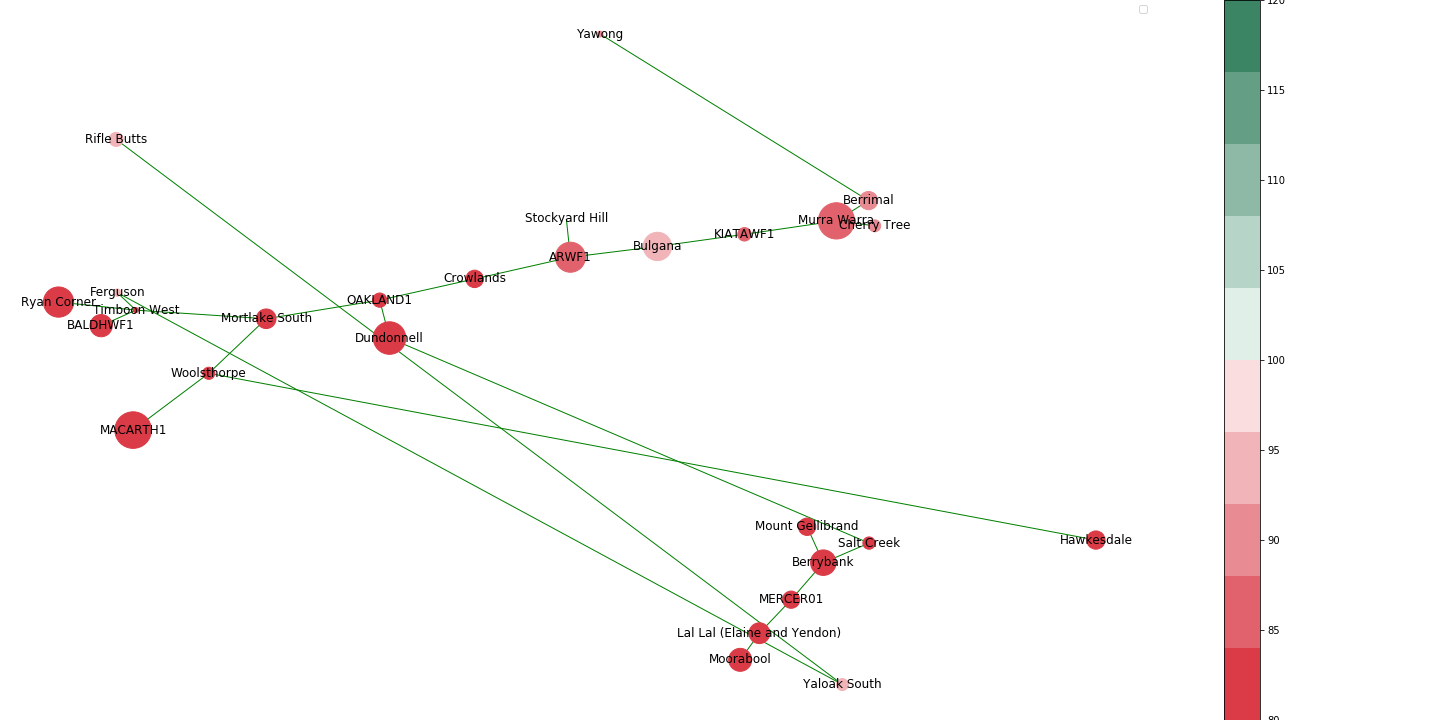 120
Yawong
115
Rifle Butts
110
Berrimal
Stockyard Hill
Murra Warra
Cherry Tree
KIATAWF1
Bulgana
ARWF1
105
Crowlands
Ferguson
OAKLAND1
Ryan Corner
Timboon West
Mortlake South
BALDHWF1
Dundonnell
100
Woolsthorpe
MACARTH1
95
Mount Gellibrand
90
Hawkesdale
Salt Creek
Berrybank
MERCER01
85
Lal Lal (Elaine and Yendon)
Moorabool
Yaloak South
80